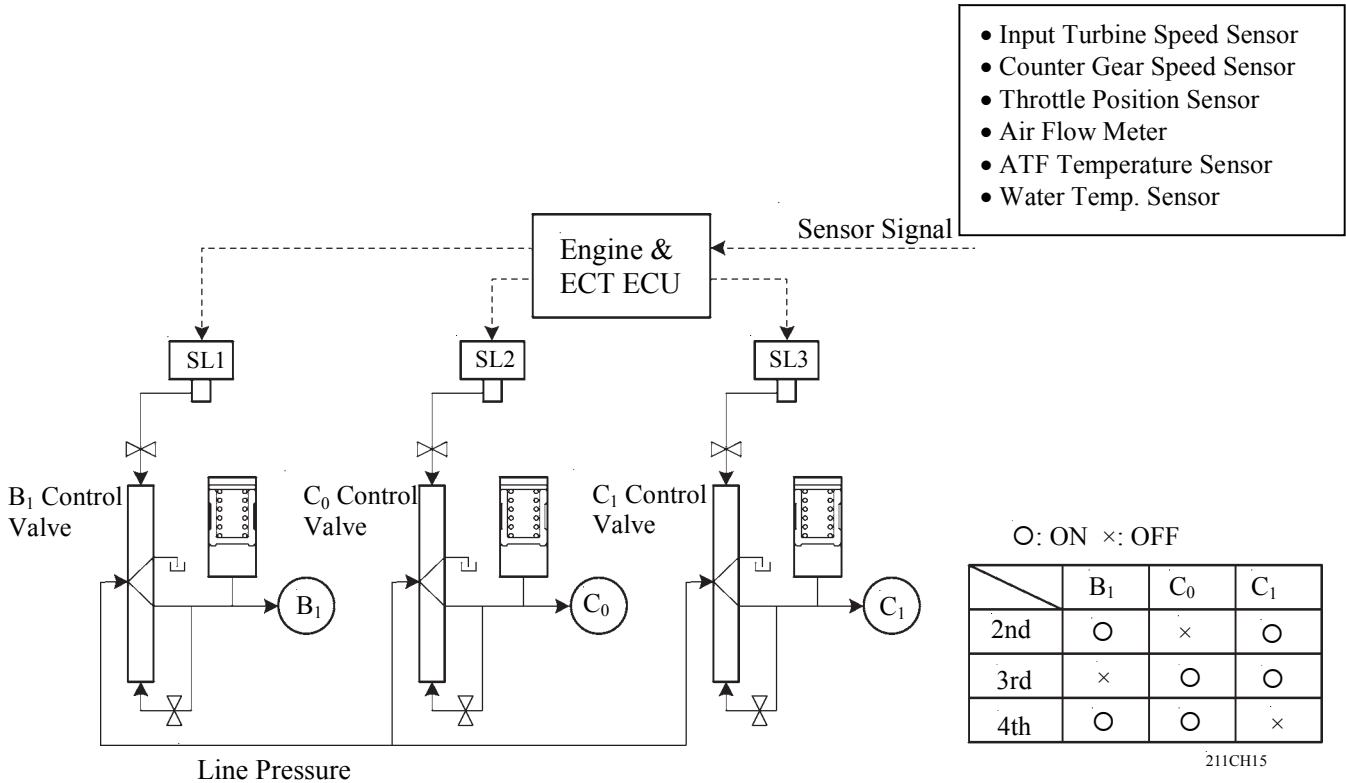 • Input Turbine Speed Sensor
• Counter Gear Speed Sensor
• Throttle Position Sensor
• Air Flow Meter
• ATF Temperature Sensor
• Water Temp. Sensor
Sensor Signal
Engine &
ECT ECU
SL1
SL2
SL3
B₁ Control
Valve
C₀ Control
Valve
C₁ Control
Valve
B₁
C₀
C₁
Line Pressure
○: ON ×: OFF
B₁ C₀ C₁
2nd ○ × ○
3rd × ○ ○
4th ○ ○ ×
211CH15